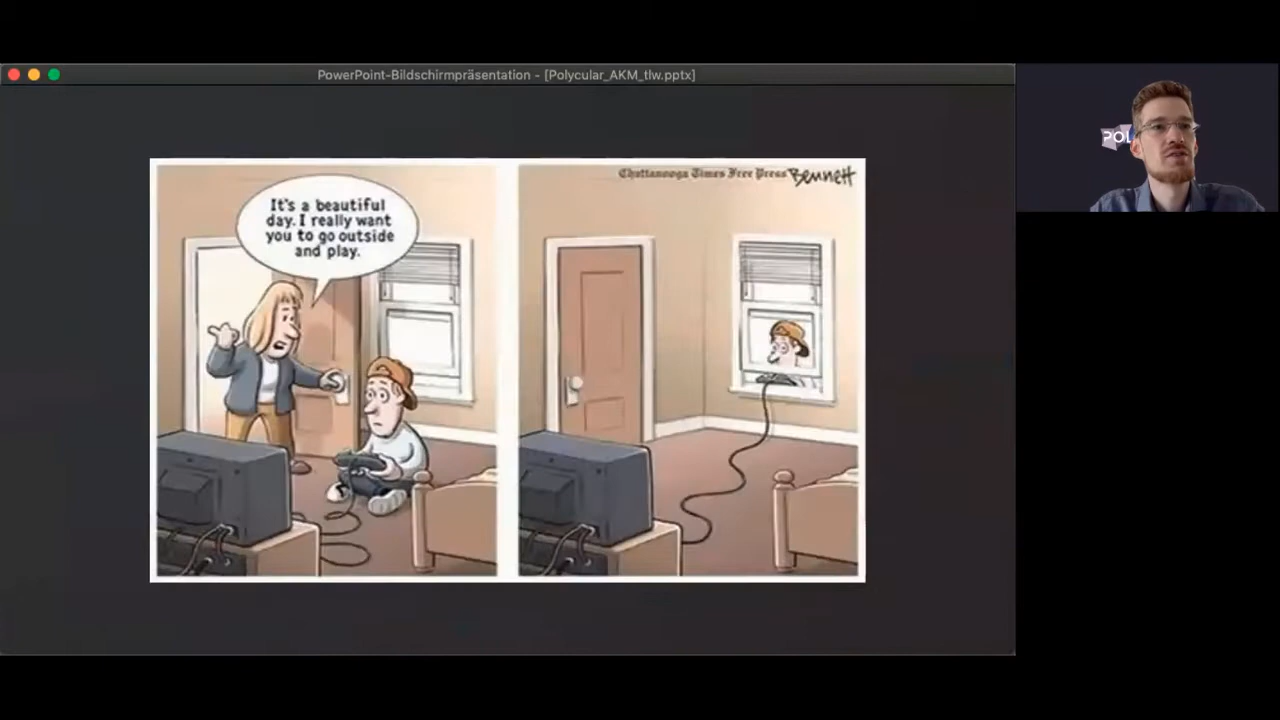 PowerPoint-Bildschirmpräsentation - [Polycular_AKM_tlw.pptx]
It's a beautiful
day. I really want
you to go outside
and play.
Chattanooga Times Free Press Bennett
POL